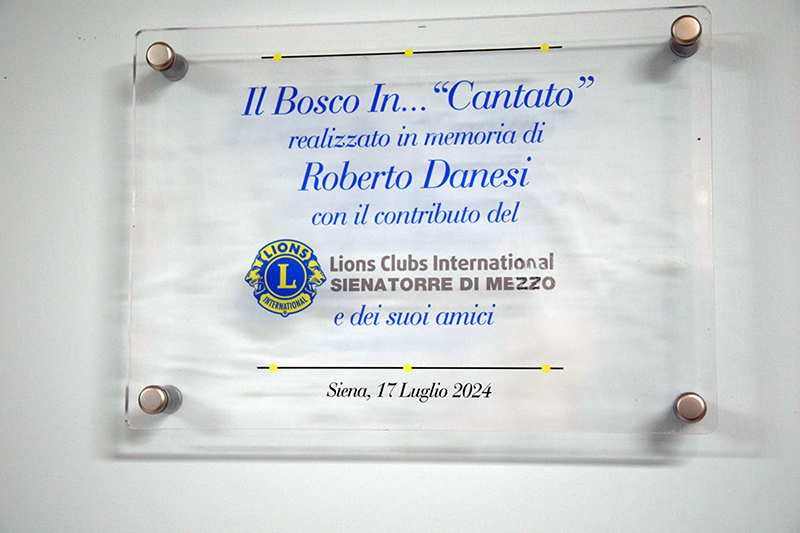 Il Bosco In... “Cantato”
realizzato in memoria di
Roberto Danesi
con il contributo del
LIONS
L
INTERNATIONAL
Lions Clubs International
SIENATORRE DI MEZZO
e dei suoi amici
Siena, 17 Luglio 2024